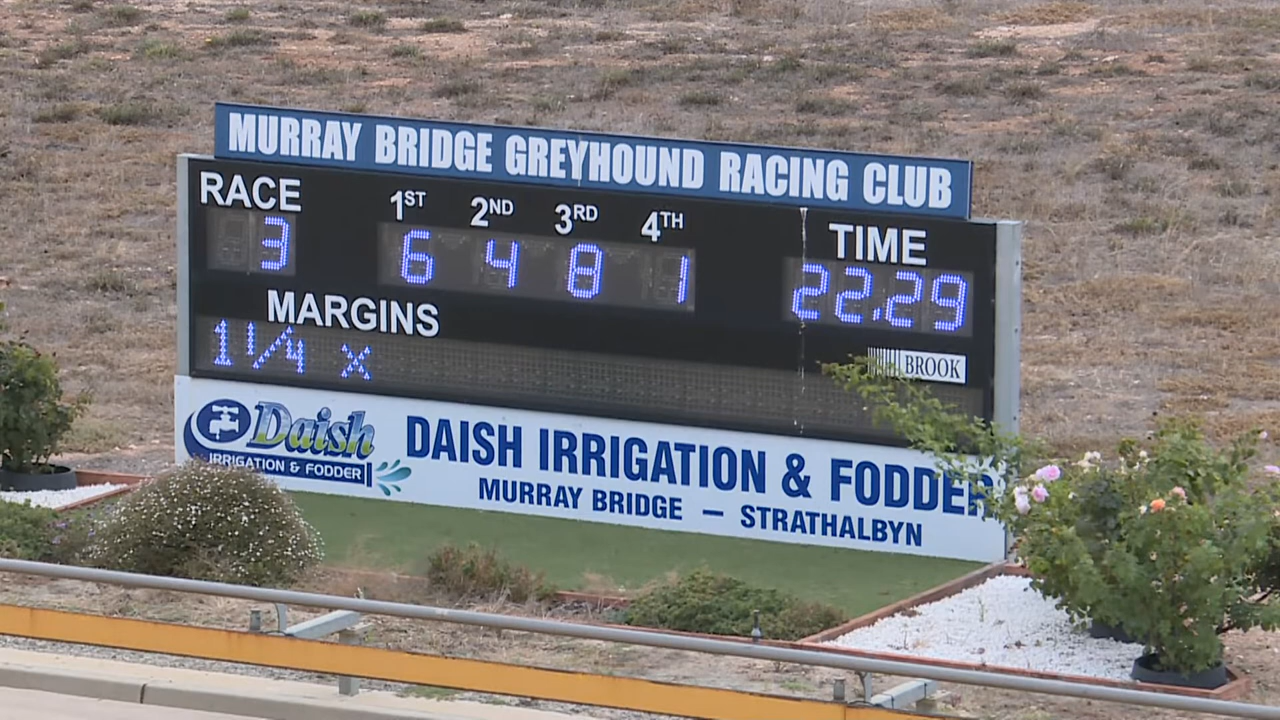 MURRAY BRIDGE GREYHOUND RACING CLUB
RACE 1ST 2ND 3RD 4TH TIME
3 6 4 8 1 22.29
MARGINS
1 1/4 x
BROOK
Daish
IRRIGATION & FODDER
DAISH IRRIGATION & FODDER
MURRAY BRIDGE – STRATHALBYN